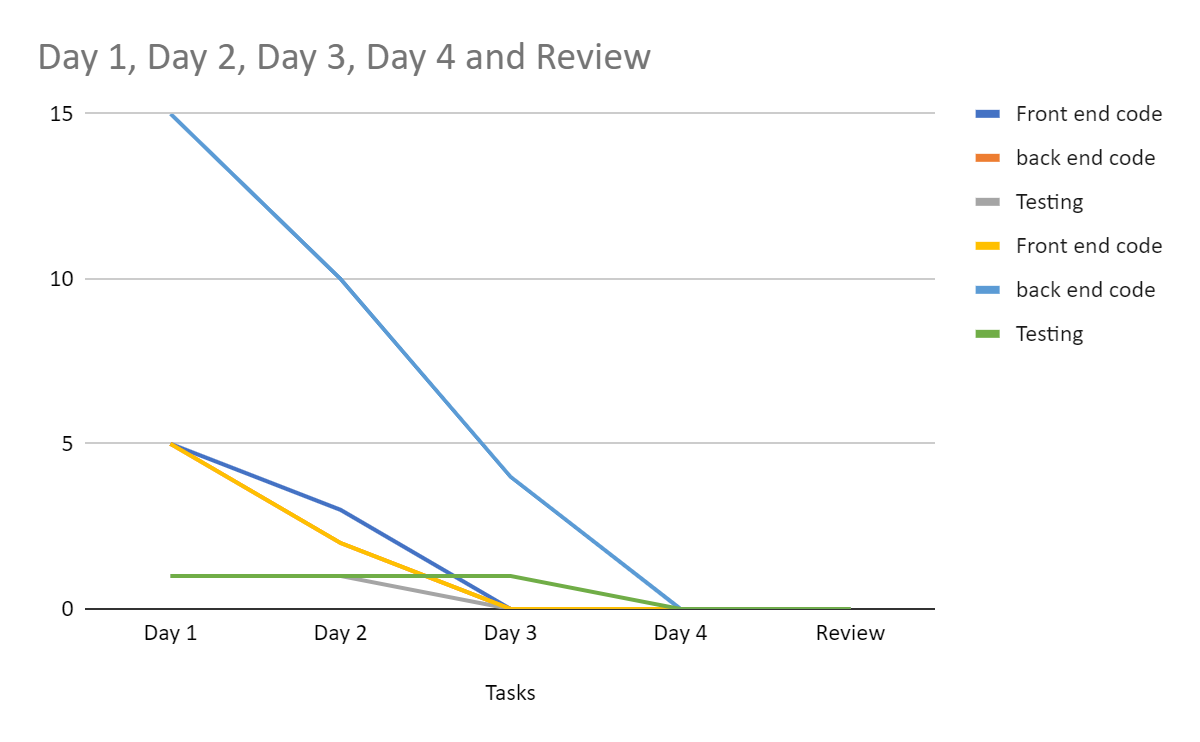 Day 1, Day 2, Day 3, Day 4 and Review
15
10
5
0
Day 1 Day 2 Day 3 Day 4 Review
Tasks
Front end code
back end code
Testing
Front end code
back end code
Testing